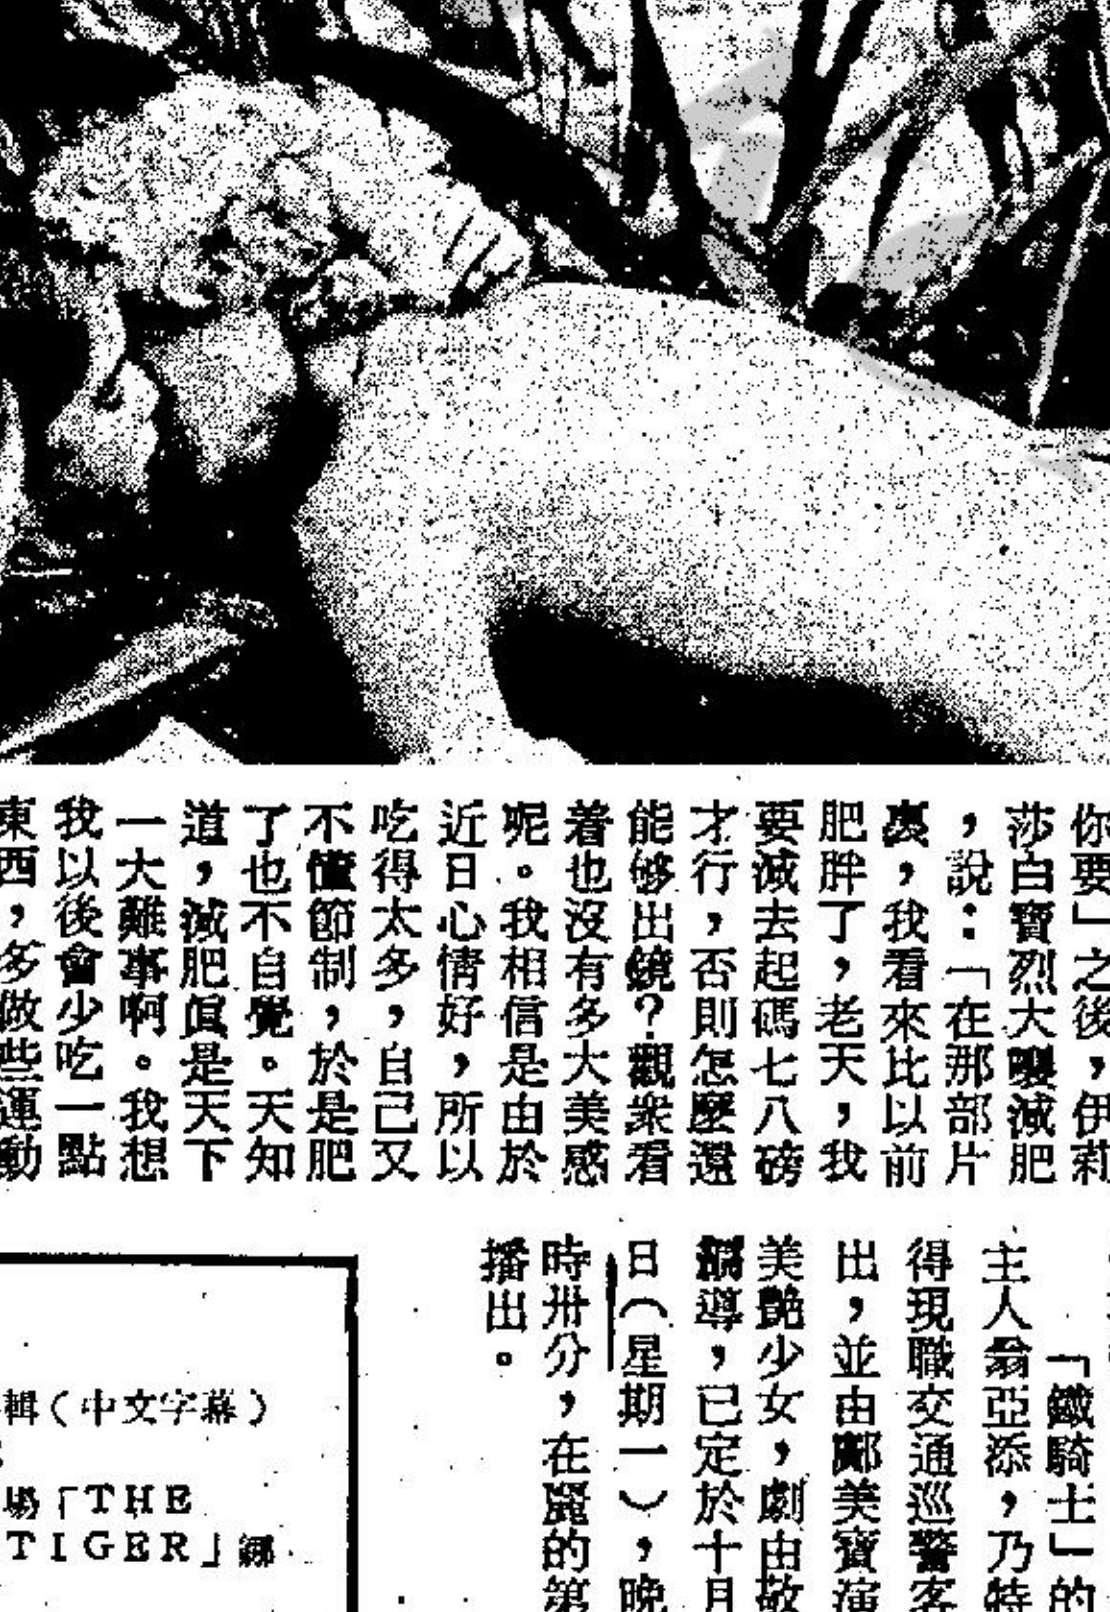 你要」之後，伊莉
莎白寶烈大嚷減肥
，說：「在那部片
裏，我看來比以前
肥胖了，老天，我
要減去起碼七八磅
才行，否則怎麼還
能够出鏡？觀衆看
着也沒有多大美感
呢。我相信是由於
近日心情好，所以
吃得太多，自己又
不懂節制，於是肥
了也不自覺。天知
道，減肥眞是天下
一大難事啊。我想
我以後會少吃一點
東西，多做些運動
「鐵騎士」的
主人翁亞添，乃特
得現職交通巡警客
出，並由鄺美寶演
美艷少女，劇由敬
編導，已定於十月
日（星期一），晚
時卅分，在麗的第
播出。
輯（中文字幕）
「THE
TIGER」